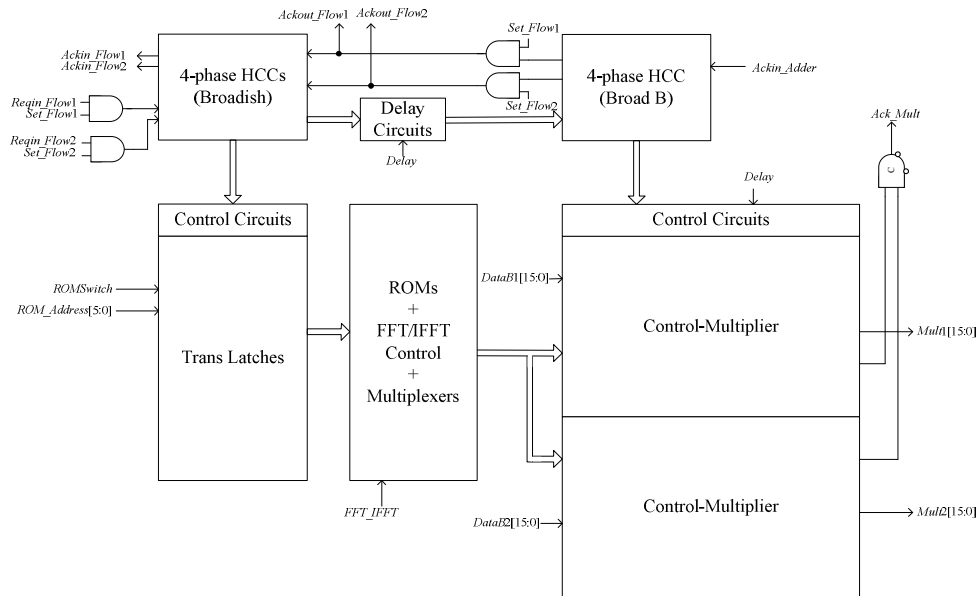 Ackout_Flow1
Ackout_Flow2
Set_Flow1
Ackin_Flow1
Ackin_Flow2
4-phase HCCs
(Broadish)
4-phase HCC
(Broad B)
Ackin_Adder
Reqin_Flow1
Set_Flow1
Set_Flow2
Delay
Circuits
Ack_Mult
Reqin_Flow2
Set_Flow2
Delay
C
Delay
Control Circuits
Control Circuits
ROMSwitch
ROM_Address[5:0]
ROMs
+
FFT/IFFT
Control
+
Multiplexers
DataB1[15:0]
Control-Multiplier
Mult1[15:0]
Trans Latches
FFT_IFFT
DataB2[15:0]
Control-Multiplier
Mult2[15:0]